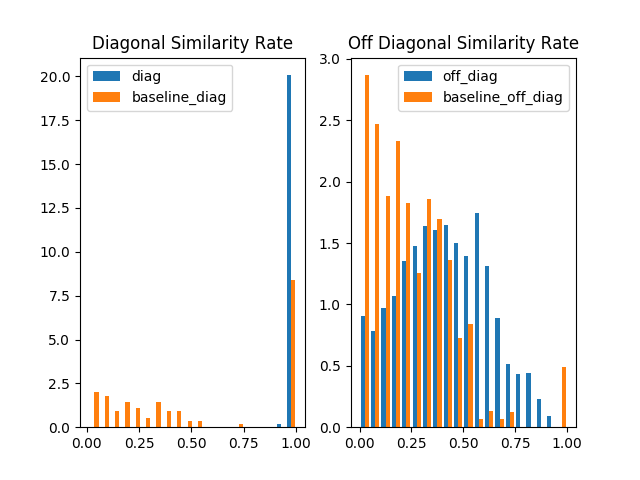 Diagonal Similarity Rate
diag
baseline_diag
20.0
17.5
15.0
12.5
10.0
7.5
5.0
2.5
0.0
0.00 0.25 0.50 0.75 1.00
Off Diagonal Similarity Rate
off_diag
baseline_off_diag
3.0
2.5
2.0
1.5
1.0
0.5
0.0
0.00 0.25 0.50 0.75 1.00